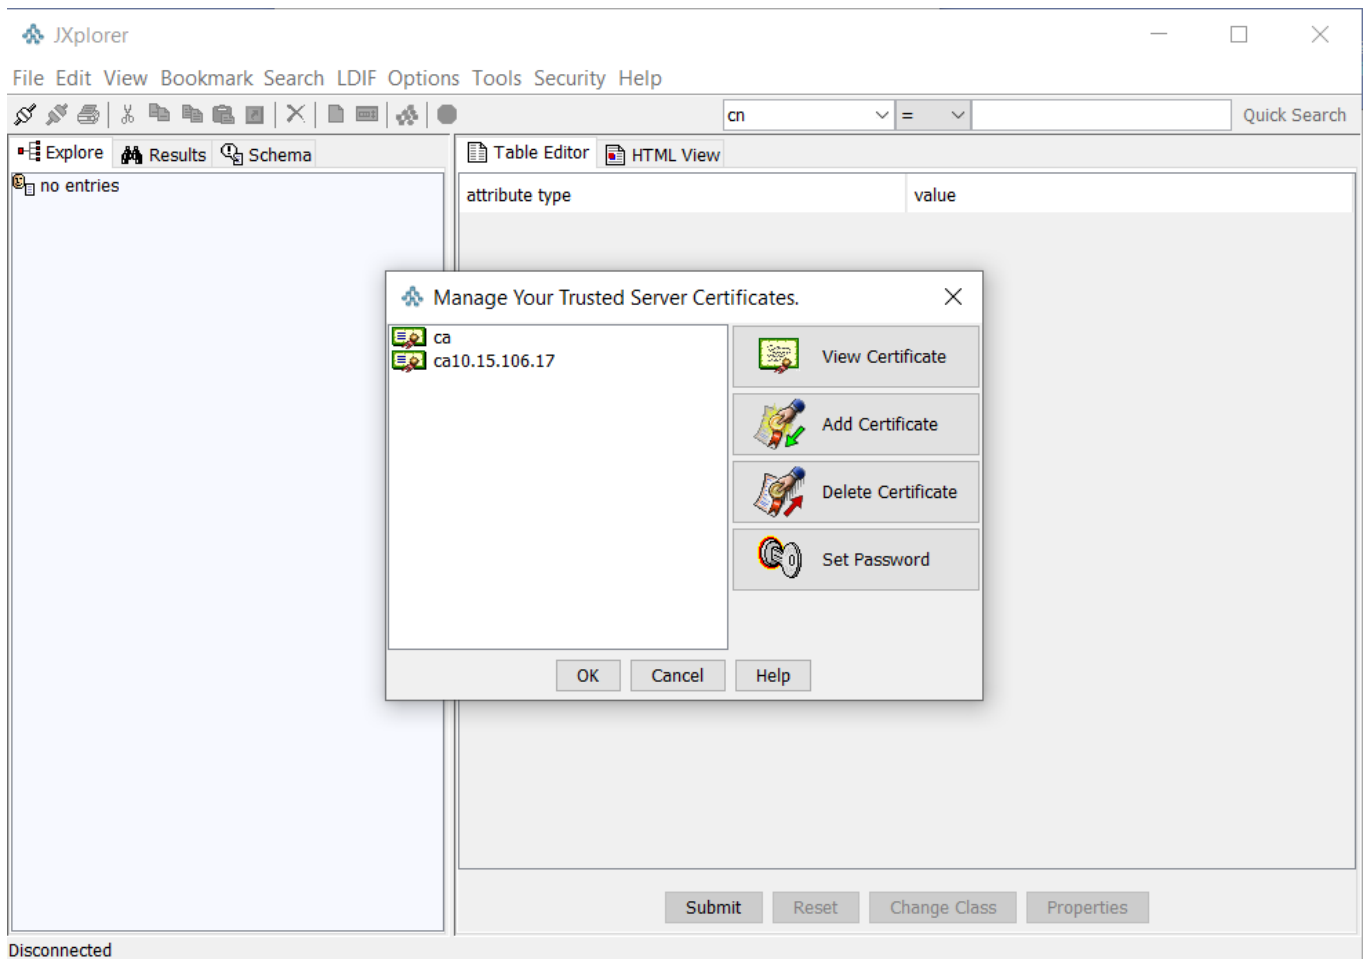 JXplorer
File Edit View Bookmark Search LDIF Options Tools Security Help
cn = Quick Search
Explore Results Schema Table Editor HTML View
no entries
attribute type value
Manage Your Trusted Server Certificates.
ca
ca10.15.106.17
View Certificate
Add Certificate
Delete Certificate
Set Password
OK Cancel Help
Submit Reset Change Class Properties
Disconnected